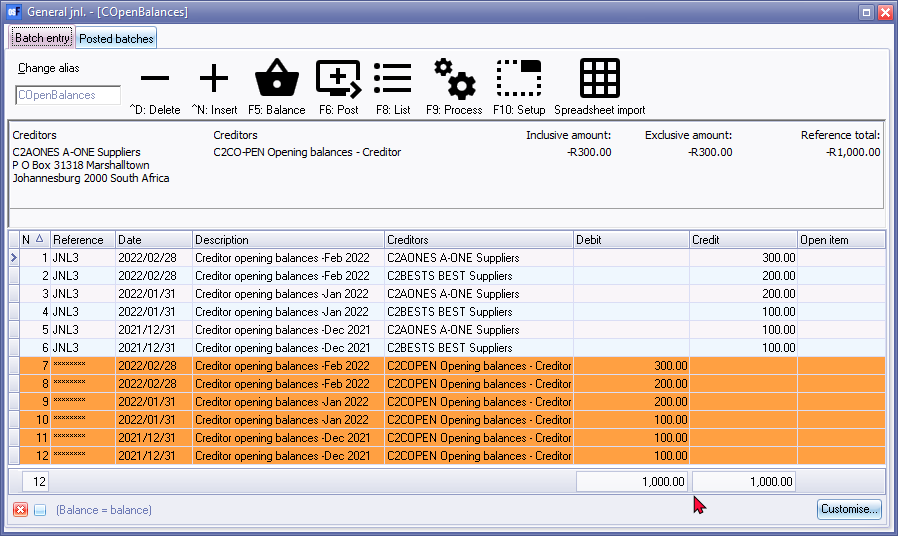 General jnl. - [COpenBalances]
Batch entry Posted batches
Change alias
COpenBalances
^D: Delete ^N: Insert F5: Balance F6: Post F8: List F9: Process F10: Setup Spreadsheet import
Creditors Creditors Inclusive amount: Exclusive amount: Reference total:
C2AONES A-ONE Suppliers C2CO-PEN Opening balances - Creditor -R300.00 -R300.00 -R1,000.00
P O Box 31318 Marshalltown
Johannesburg 2000 South Africa
N Reference Date Description Creditors Debit Credit Open item
1 JNL3 2022/02/28 Creditor opening balances -Feb 2022 C2AONES A-ONE Suppliers 300.00
2 JNL3 2022/02/28 Creditor opening balances -Feb 2022 C2BESTS BEST Suppliers 200.00
3 JNL3 2022/01/31 Creditor opening balances -Jan 2022 C2AONES A-ONE Suppliers 200.00
4 JNL3 2022/01/31 Creditor opening balances -Jan 2022 C2BESTS BEST Suppliers 100.00
5 JNL3 2021/12/31 Creditor opening balances -Dec 2021 C2AONES A-ONE Suppliers 100.00
6 JNL3 2021/12/31 Creditor opening balances -Dec 2021 C2BESTS BEST Suppliers 100.00
7 ******** 2022/02/28 Creditor opening balances -Feb 2022 C2COPEN Opening balances - Creditor 300.00
8 ******** 2022/02/28 Creditor opening balances -Feb 2022 C2COPEN Opening balances - Creditor 200.00
9 ******** 2022/01/31 Creditor opening balances -Jan 2022 C2COPEN Opening balances - Creditor 200.00
10 ******** 2022/01/31 Creditor opening balances -Jan 2022 C2COPEN Opening balances - Creditor 100.00
11 ******** 2021/12/31 Creditor opening balances -Dec 2021 C2COPEN Opening balances - Creditor 100.00
12 ******** 2021/12/31 Creditor opening balances -Dec 2021 C2COPEN Opening balances - Creditor 100.00
12 1,000.00 1,000.00
(Balance = balance) Customise...